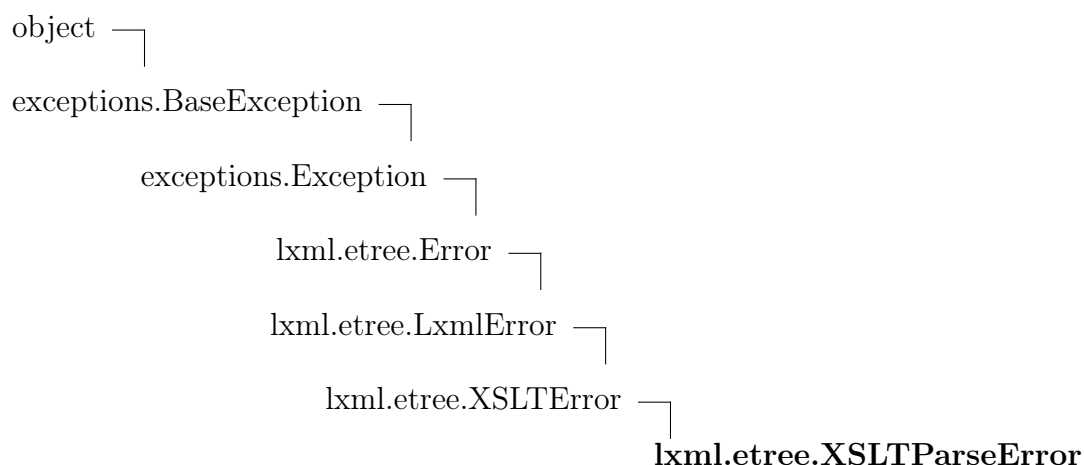 object
exceptions.BaseException
exceptions.Exception
lxml.etree.Error
lxml.etree.LxmlError
lxml.etree.XSLTError
lxml.etree.XSLTParseError